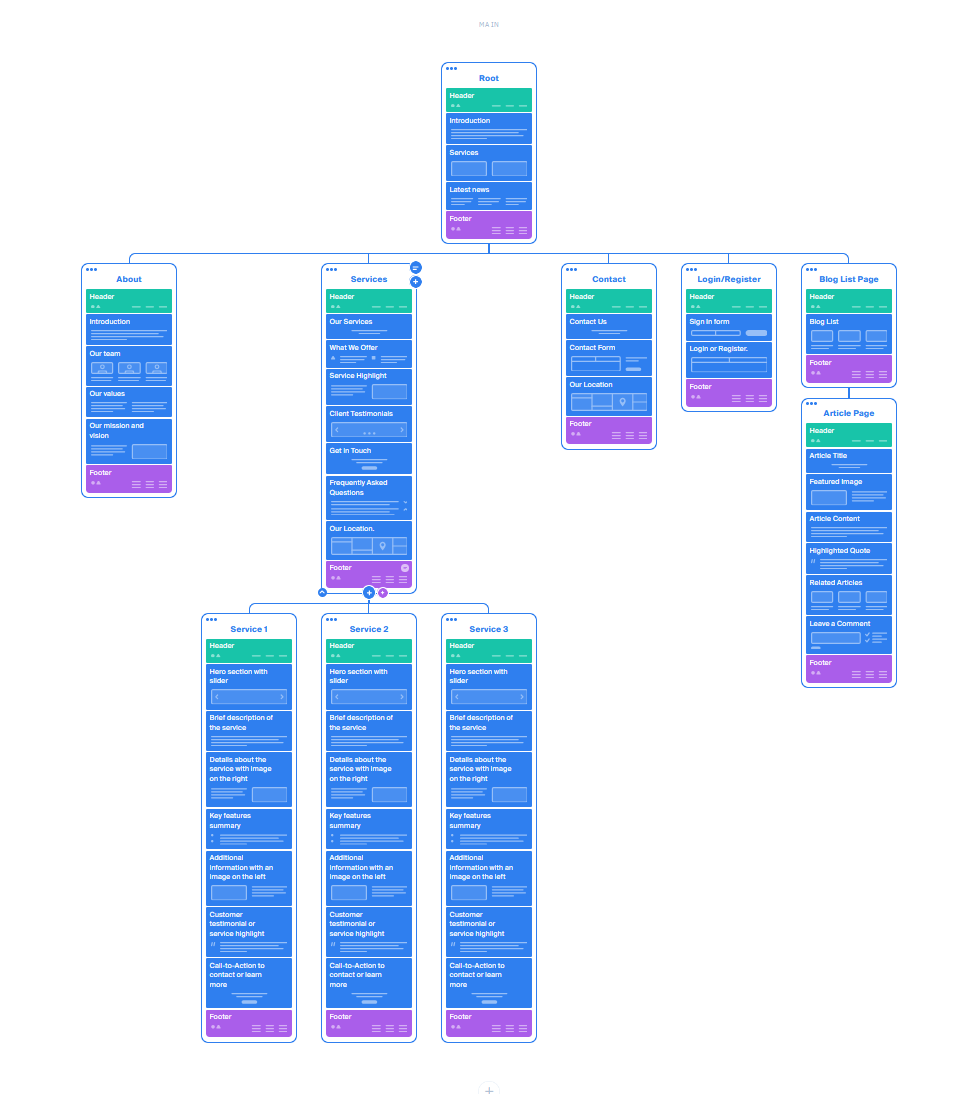 MAIN
Root
Header
Introduction
Services
Latest news
Footer
About
Header
Introduction
Our team
Our values
Our mission and
vision
Footer
Services
Header
Our Services
What We Offer
Service Highlight
Client Testimonials
Get in Touch
Frequently Asked
Questions
Our Location.
Footer
Contact
Header
Contact Us
Contact Form
Our Location
Footer
Login/Register
Header
Sign In form
Login or Register.
Footer
Blog List Page
Header
Blog List
Footer
Article Page
Header
Article Title
Featured Image
Article Content
Highlighted Quote
Related Articles
Leave a Comment
Footer
Service 1
Header
Hero section with
slider
Brief description of
the service
Details about the
service with image
on the right
Key features
summary
Additional
information with an
image on the left
Customer
testimonial or
service highlight
Call-to-Action to
contact or learn
more
Footer
Service 2
Header
Hero section with
slider
Brief description of
the service
Details about the
service with image
on the right
Key features
summary
Additional
information with an
image on the left
Customer
testimonial or
service highlight
Call-to-Action to
contact or learn
more
Footer
Service 3
Header
Hero section with
slider
Brief description of
the service
Details about the
service with image
on the right
Key features
summary
Additional
information with an
image on the left
Customer
testimonial or
service highlight
Call-to-Action to
contact or learn
more
Footer